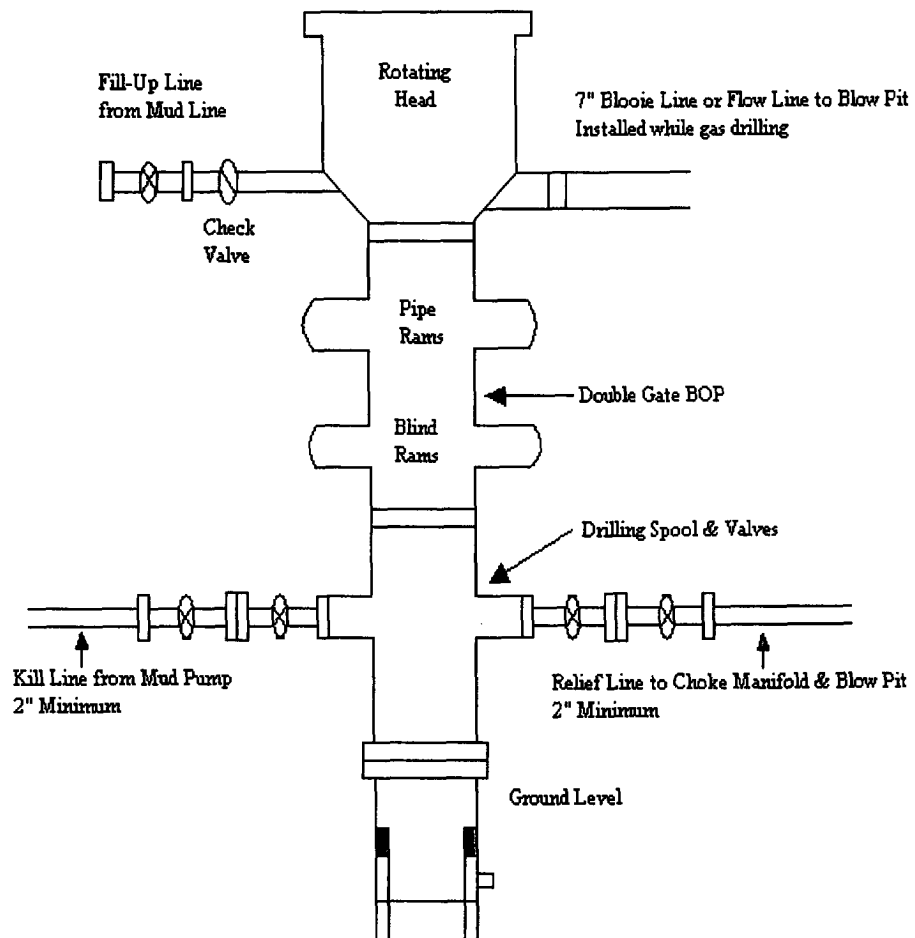 Rotating
Head
Fill-Up Line
from Mud Line
7" Blooie Line or Flow Line to Blow Pit
Installed while gas drilling
Check
Valve
Pipe
Rams
Double Gate BOP
Blind
Rams
Drilling Spool & Valves
Kill Line from Mud Pump
2" Minimum
Relief Line to Choke Manifold & Blow Pit
2" Minimum
Ground Level